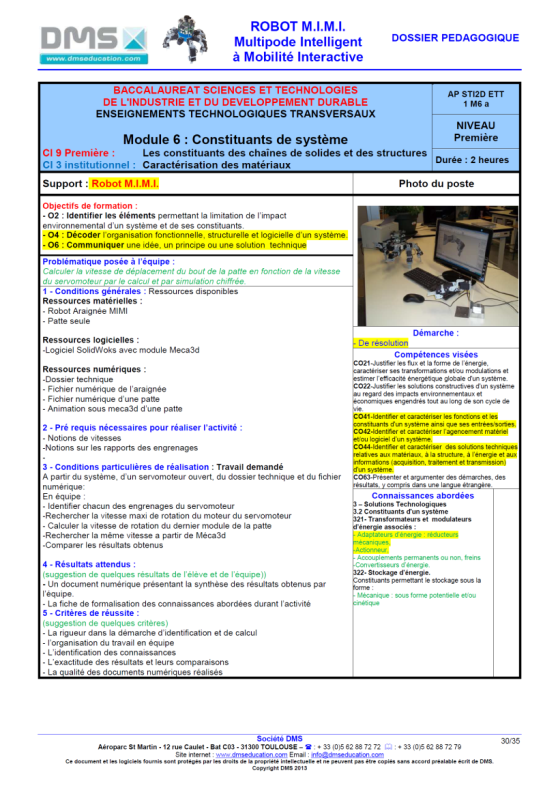 DMS
www.dmseducation.com
ROBOT M.I.M.I.
Multipode Intelligent
à Mobilité Interactive
DOSSIER PEDAGOGIQUE
BACCALAUREAT SCIENCES ET TECHNOLOGIES
DE L'INDUSTRIE ET DU DEVELOPPEMENT DURABLE
ENSEIGNEMENTS TECHNOLOGIQUES TRANSVERSAUX
Module 6 : Constituants de système
CI 9 Première : Les constituants des chaînes de solides et des structures
CI 3 institutionnel : Caractérisation des matériaux
AP STI2D ETT
1 M6 a
NIVEAU
Première
Durée : 2 heures
Support : Robot M.I.M.I.
Photo du poste
Objectifs de formation :
- O2 : Identifier les éléments permettant la limitation de l'impact
environnemental d'un système et de ses constituants.
- O4 : Décoder l'organisation fonctionnelle, structurelle et logicielle d'un système.
- O6 : Communiquer une idée, un principe ou une solution technique
Problématique posée à l'équipe :
Calculer la vitesse de déplacement du bout de la patte en fonction de la vitesse
du servomoteur par le calcul et par simulation chiffrée.
1 - Conditions générales : Ressources disponibles
Ressources matérielles :
- Robot Araignée MIMI
- Patte seule
Ressources logicielles :
-Logiciel SolidWoks avec module Meca3d
Ressources numériques :
-Dossier technique
- Fichier numérique de l'araignée
- Fichier numérique d'une patte
- Animation sous meca3d d'une patte
2 - Pré requis nécessaires pour réaliser l'activité :
- Notions de vitesses
-Notions sur les rapports des engrenages
-
3 - Conditions particulières de réalisation : Travail demandé
A partir du système, d'un servomoteur ouvert, du dossier technique et du fichier
numérique:
En équipe :
- Identifier chacun des engrenages du servomoteur
-Rechercher la vitesse maxi de rotation du moteur du servomoteur
- Calculer la vitesse de rotation du dernier module de la patte
-Rechercher la même vitesse a partir de Méca3d
-Comparer les résultats obtenus
4 - Résultats attendus :
(suggestion de quelques résultats de l'élève et de l'équipe))
- Un document numérique présentant la synthèse des résultats obtenus par
l'équipe.
- La fiche de formalisation des connaissances abordées durant l'activité
5 - Critères de réussite :
(suggestion de quelques critères)
- La rigueur dans la démarche d'identification et de calcul
- l'organisation du travail en équipe
- L'identification des connaissances
- L'exactitude des résultats et leurs comparaisons
- La qualité des documents numériques réalisés
Démarche :
- De résolution
Compétences visées
CO21-Justifier les flux et la forme de l'énergie,
caractériser ses transformations et/ou modulations et
estimer l'efficacité énergétique globale d'un système.
CO22-Justifier les solutions constructives d'un système
au regard des impacts environnementaux et
économiques engendrés tout au long de son cycle de
vie.
CO41-Identifier et caractériser les fonctions et les
constituants d'un système ainsi que ses entrées/sorties.
CO42-Identifier et caractériser l'agencement matériel
et/ou logiciel d'un système.
CO44-Identifier et caractériser des solutions techniques
relatives aux matériaux, à la structure, à l'énergie et aux
informations (acquisition, traitement et transmission)
d'un système.
CO63-Présenter et argumenter des démarches, des
résultats, y compris dans une langue étrangère.
Connaissances abordées
3 – Solutions Technologiques
3.2 Constituants d'un système
321- Transformateurs et modulateurs
d'énergie associés :
- Adaptateurs d'énergie : réducteurs
mécaniques,
-Actionneur,
- Accouplements permanents ou non, freins
-Convertisseurs d'énergie.
322- Stockage d'énergie.
Constituants permettant le stockage sous la
forme :
- Mécanique : sous forme potentielle et/ou
cinétique
Société DMS
Aéroparc St Martin - 12 rue Caulet - Bat C03 - 31300 TOULOUSE – ☎ : + 33 (0)5 62 88 72 72 📖 : + 33 (0)5 62 88 72 79
Site internet : www.dmseducation.com Email : info@dmseducation.com
Ce document et les logiciels fournis sont protégés par les droits de la propriété intellectuelle et ne peuvent pas être copiés sans accord préalable écrit de DMS.
Copyright DMS 2013
30/35